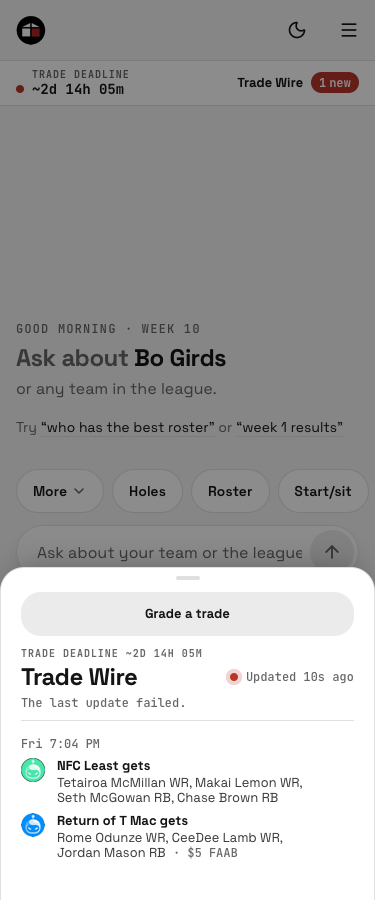 TRADE DEADLINE
~2d 14h 05m
Trade Wire 1 new
GOOD MORNING · WEEK 10
Ask about Bo Girds
or any team in the league.
Try “who has the best roster” or “week 1 results”
More Holes Roster Start/sit
Ask about your team or the league
Grade a trade
TRADE DEADLINE ~2D 14H 05M
Trade Wire
Updated 10s ago
The last update failed.
Fri 7:04 PM
NFC Least gets
Tetairoa McMillan WR, Makai Lemon WR,
Seth McGowan RB, Chase Brown RB
Return of T Mac gets
Rome Odunze WR, CeeDee Lamb WR,
Jordan Mason RB · $5 FAAB